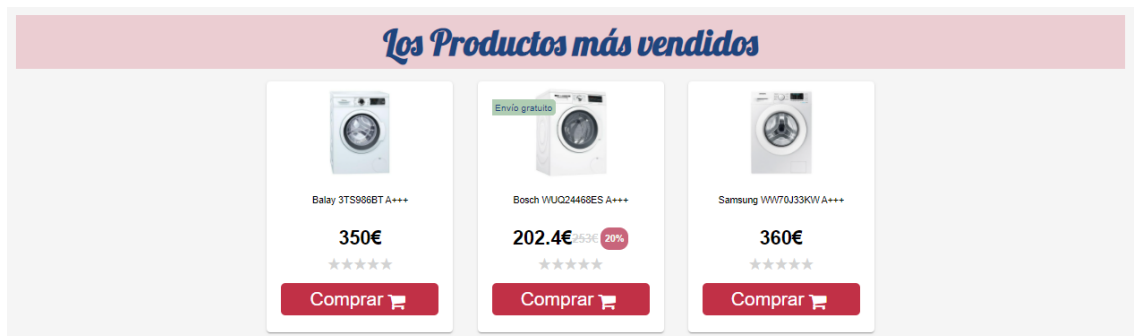 Los Productos más vendidos
Envío gratuito
Balay 3TS986BT A+++
350€
Comprar
Bosch WUQ24468ES A+++
202.4€ 253€ 20%
Comprar
Samsung WW70J33KW A+++
360€
Comprar